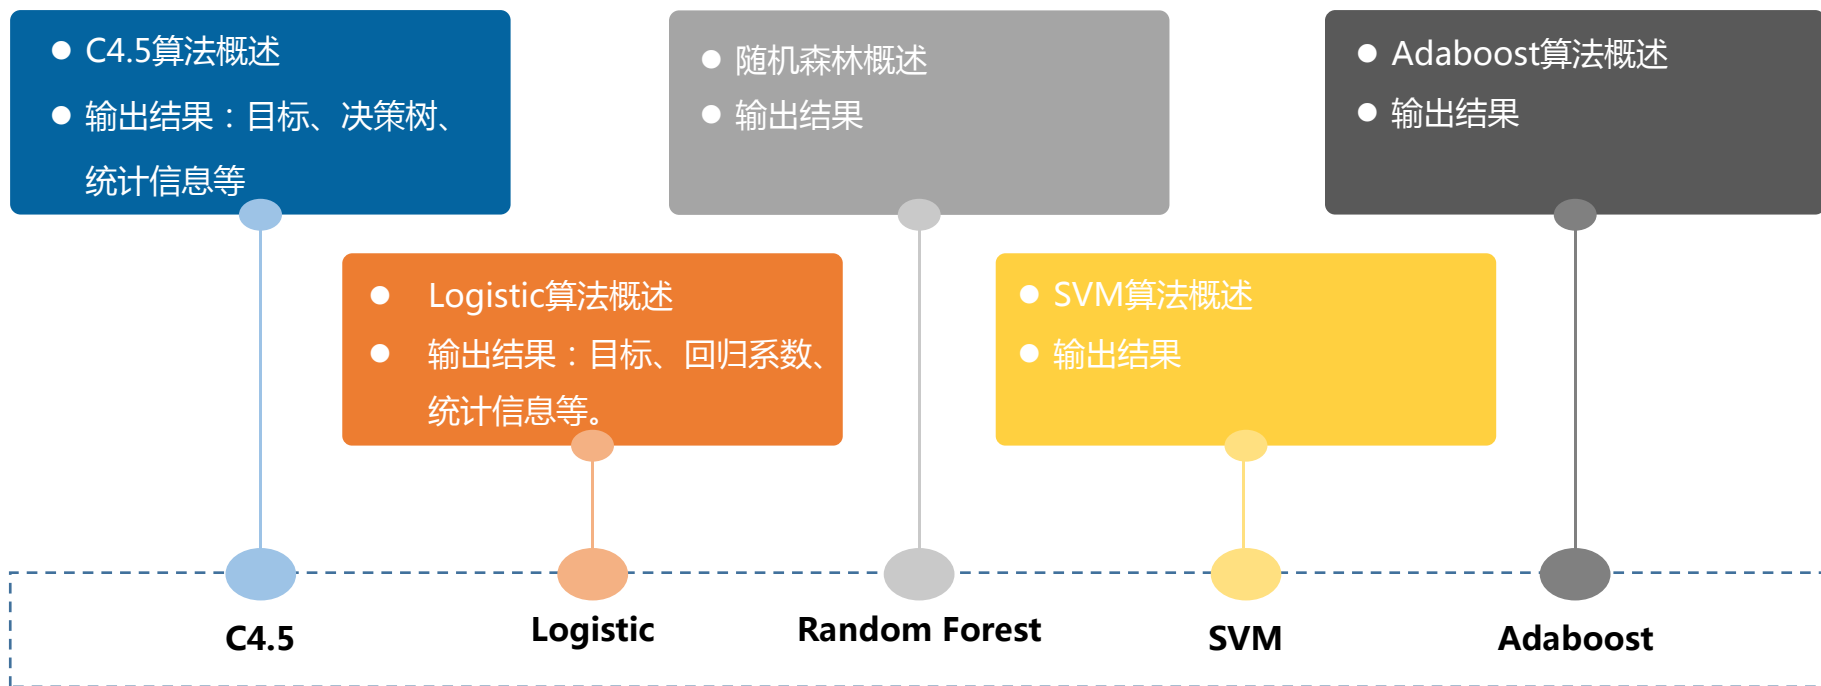 C4.5算法概述
输出结果：目标、决策树、
统计信息等
随机森林概述
输出结果
Adaboost算法概述
输出结果
Logistic算法概述
输出结果：目标、回归系数、
统计信息等。
SVM算法概述
输出结果
C4.5
Logistic
Random Forest
SVM
Adaboost